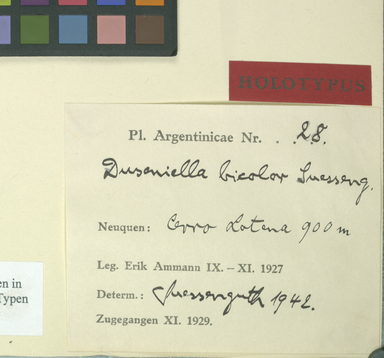 HOLOTYPUS
Pl. Argentinicae Nr. . . 28.
Duseniella bicolor Suesseng.
Neuquen: Cerro Lotena 900 m
Leg. Erik Ammann IX. – XI. 1927
Determ.: Suessenguth 1942.
Zugegangen XI. 1929.
en in
Typen